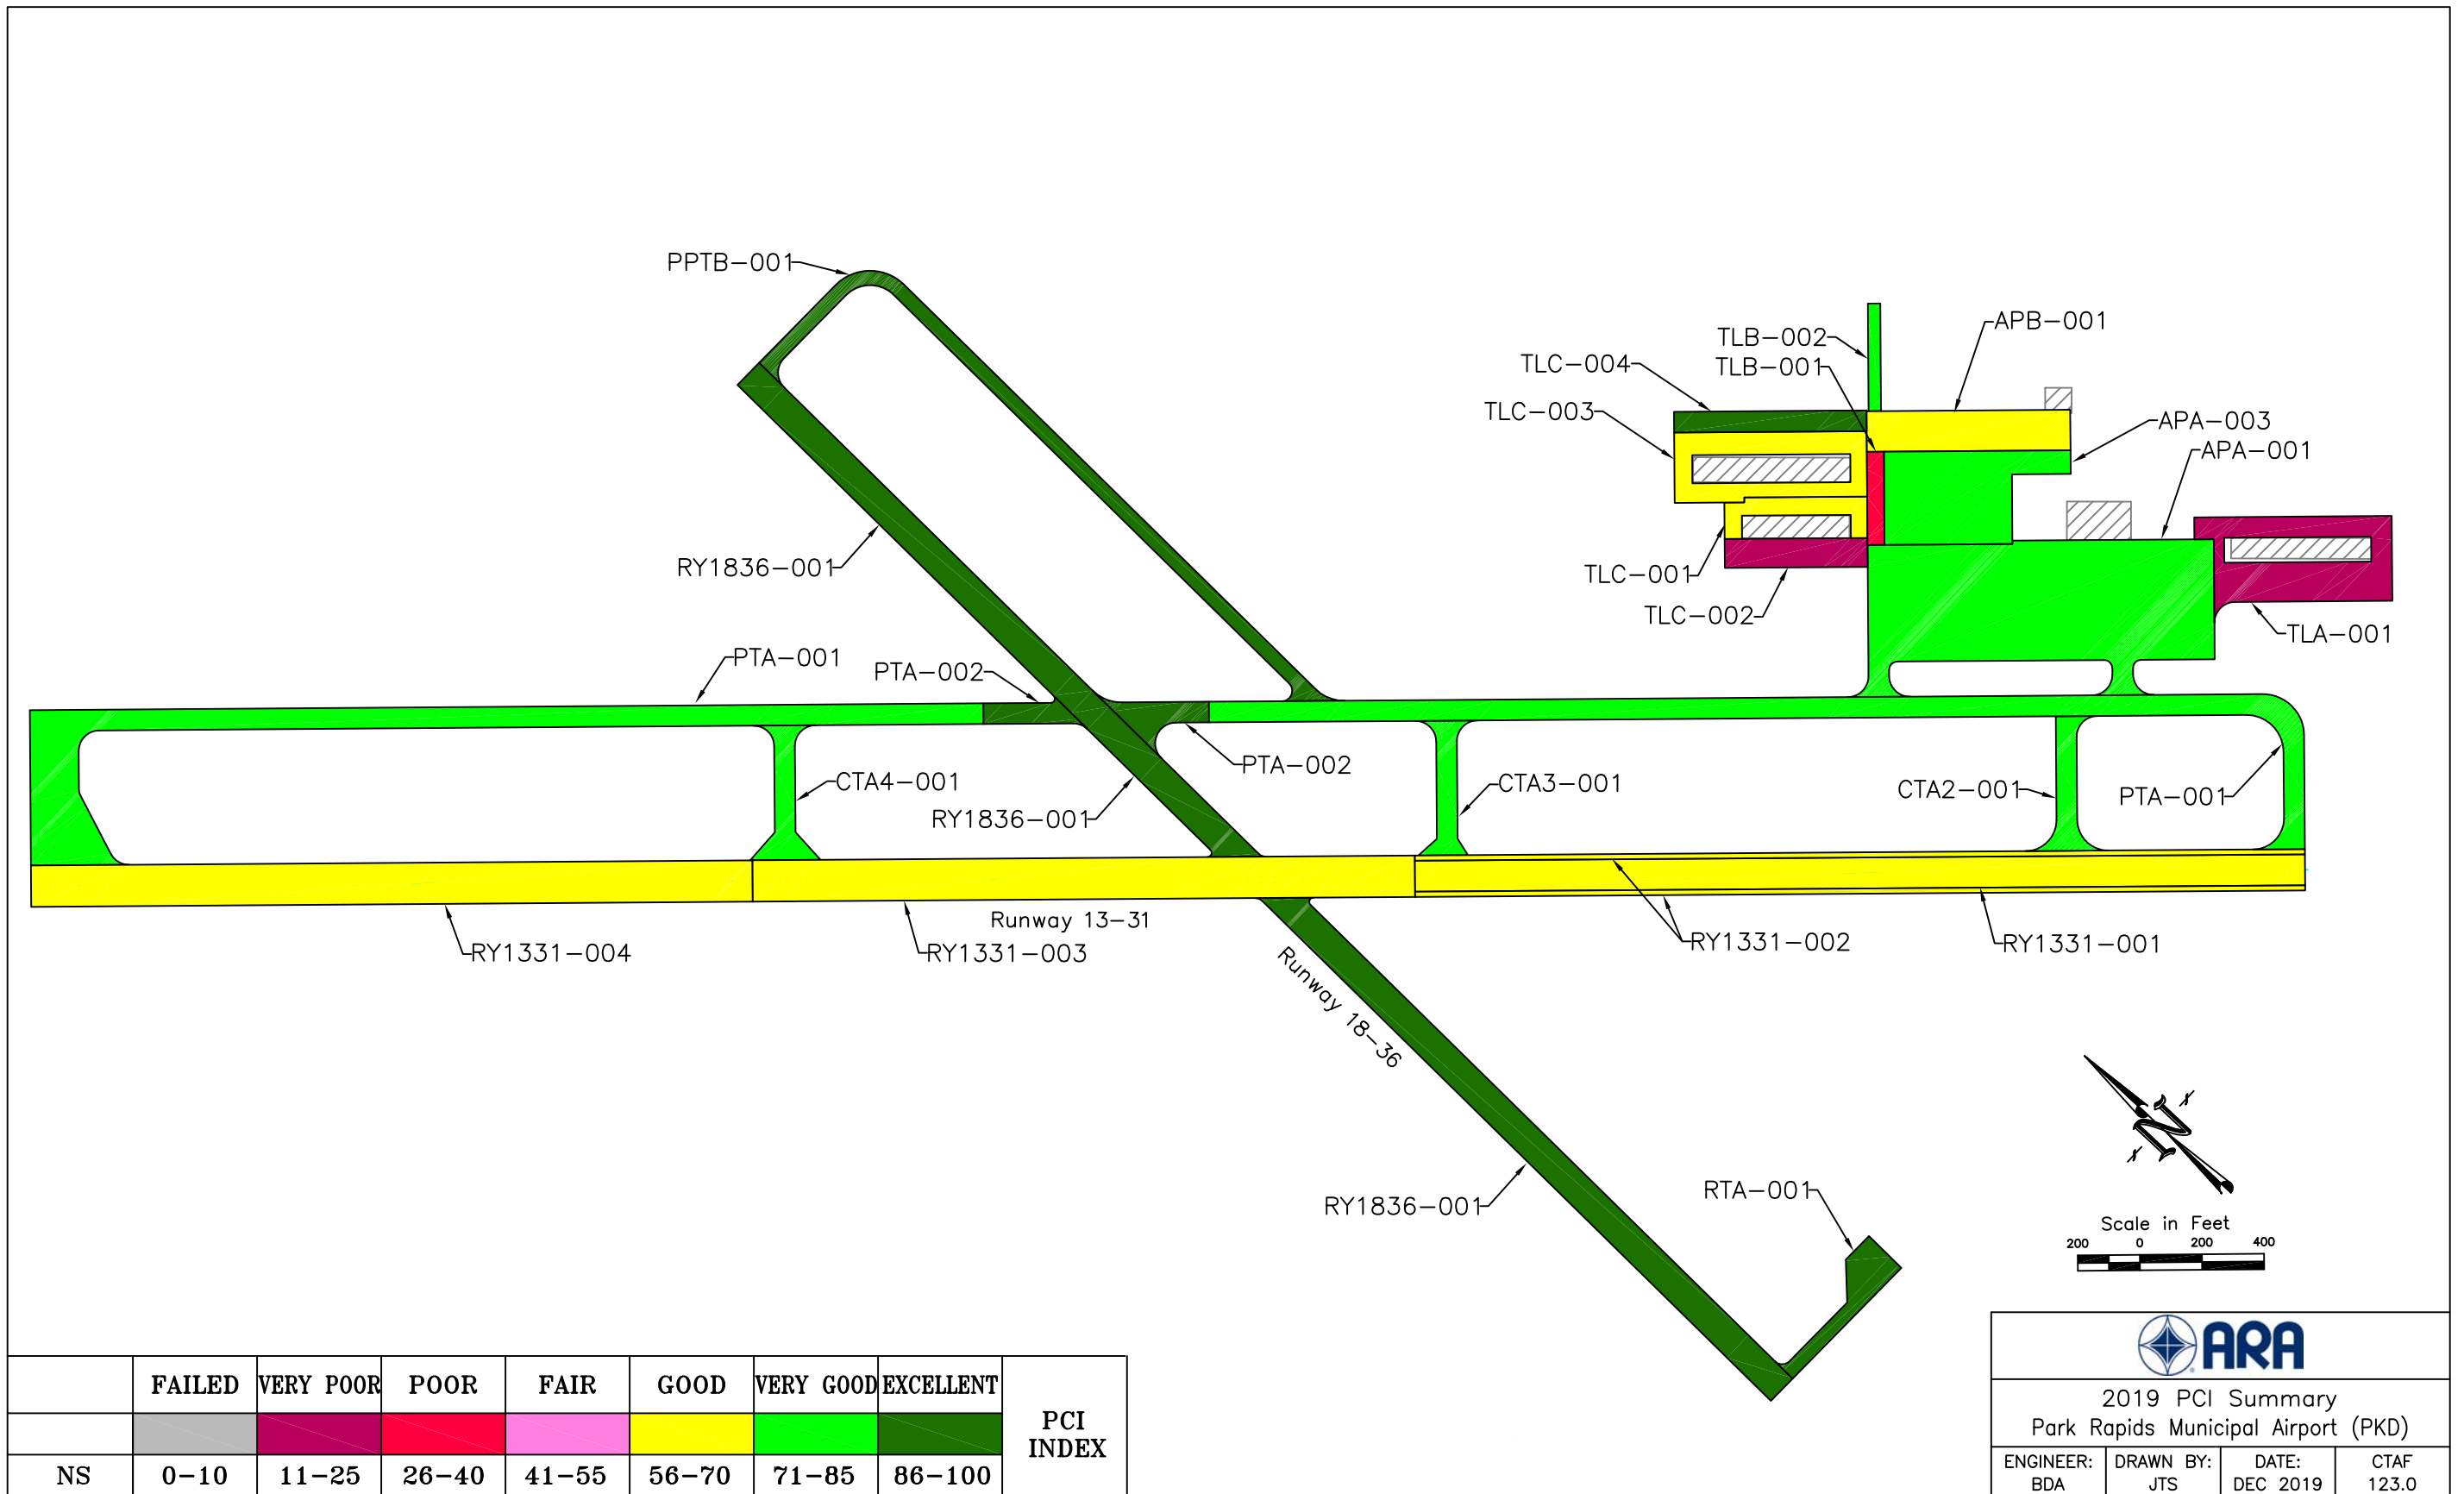 PPTB-001
APB-001
TLB-002
TLC-004
TLB-001
TLC-003
APA-003
APA-001
RY1836-001
TLC-001
TLC-002
TLA-001
PTA-001
PTA-002
PTA-002
CTA4-001
CTA3-001
CTA2-001
PTA-001
RY1836-001
Runway 13-31
RY1331-004
RY1331-003
RY1331-002
RY1331-001
Runway 18-36
N
RY1836-001
RTA-001
Scale in Feet
200 0 200 400
FAILED VERY POOR POOR FAIR GOOD VERY GOOD EXCELLENT
PCI
INDEX
NS 0-10 11-25 26-40 41-55 56-70 71-85 86-100
ARA
2019 PCI Summary
Park Rapids Municipal Airport (PKD)
ENGINEER: DRAWN BY: DATE: CTAF
BDA JTS DEC 2019 123.0